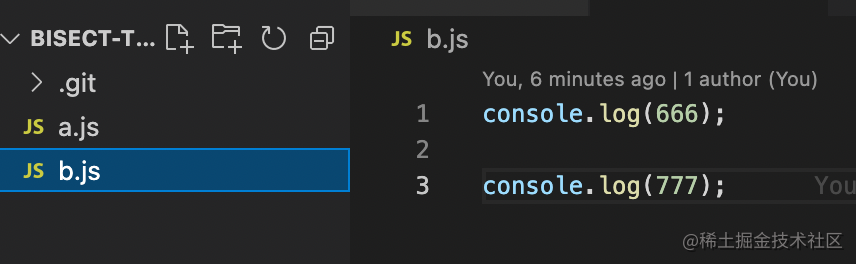 BISECT-T...
.git
JS a.js
JS b.js
JS b.js
You, 6 minutes ago | 1 author (You)
1 console.log(666);
2
3 console.log(777); You
@稀土掘金技术社区